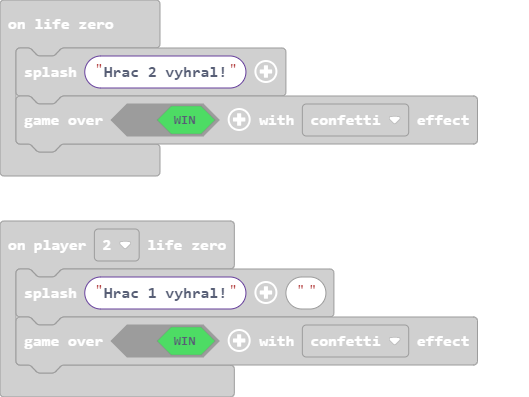 on life zero
splash "Hrac 2 vyhral!"
game over WIN with confetti effect
on player 2 life zero
splash "Hrac 1 vyhral!" " "
game over WIN with confetti effect